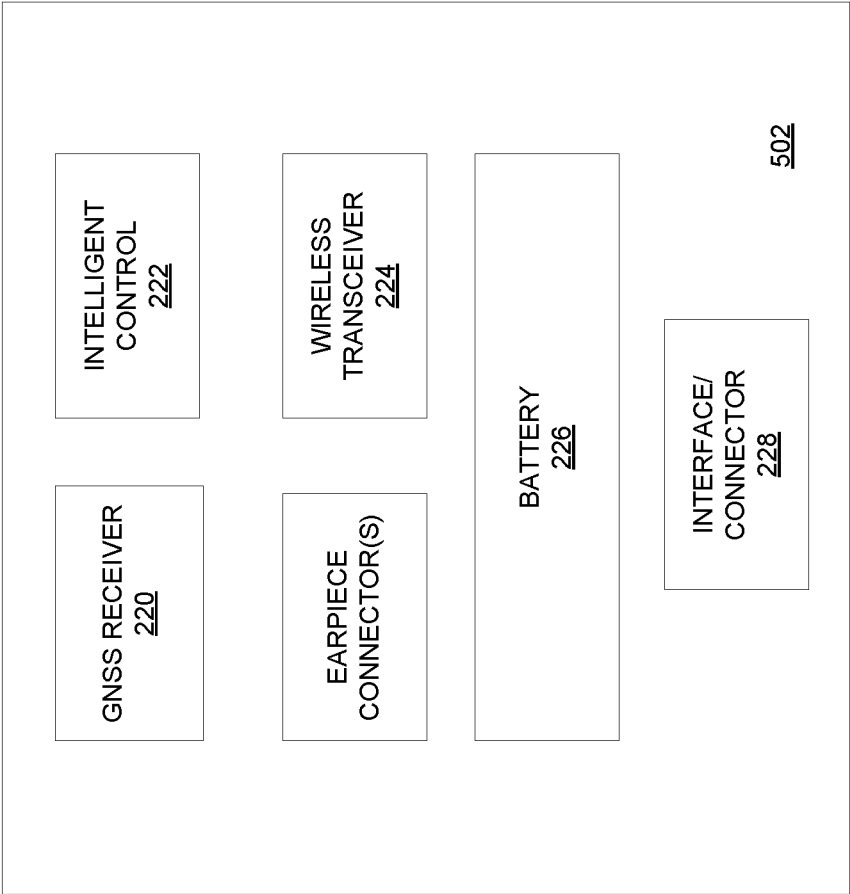 GNSS RECEIVER
220
INTELLIGENT
CONTROL
222
EARPIECE
CONNECTOR(S)
WIRELESS
TRANSCEIVER
224
BATTERY
226
INTERFACE/
CONNECTOR
228
502